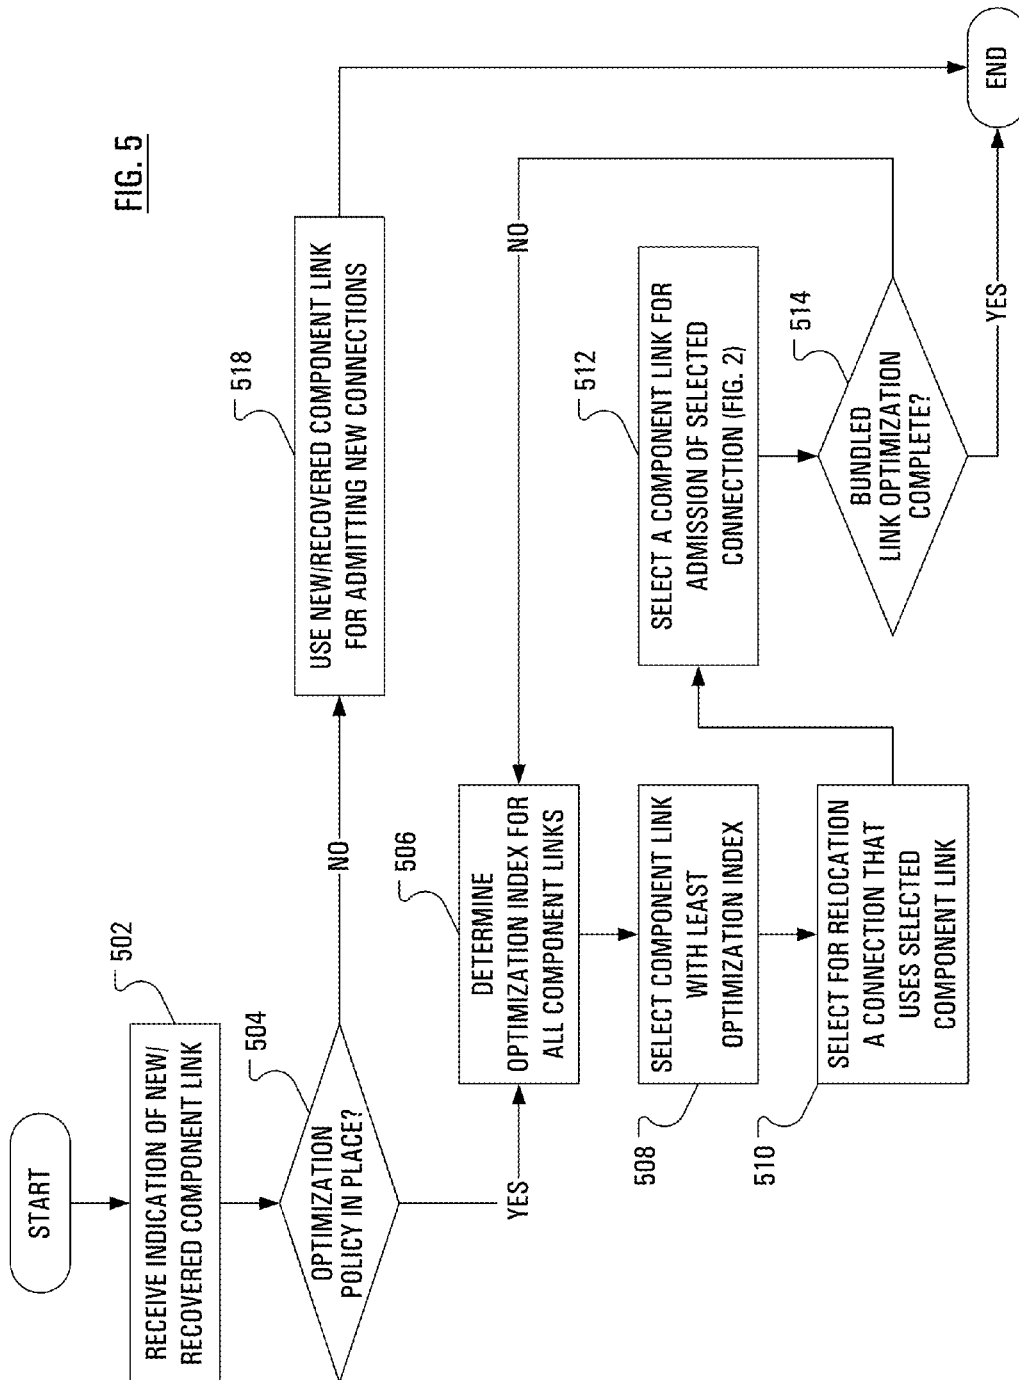 FIG. 5
START
502
RECEIVE INDICATION OF NEW/
RECOVERED COMPONENT LINK
504
OPTIMIZATION
POLICY IN PLACE?
NO
518
USE NEW/RECOVERED COMPONENT LINK
FOR ADMITTING NEW CONNECTIONS
YES
506
DETERMINE
OPTIMIZATION INDEX FOR
ALL COMPONENT LINKS
508
SELECT COMPONENT LINK
WITH LEAST
OPTIMIZATION INDEX
510
SELECT FOR RELOCATION
A CONNECTION THAT
USES SELECTED
COMPONENT LINK
512
SELECT A COMPONENT LINK FOR
ADMISSION OF SELECTED
CONNECTION (FIG. 2)
514
BUNDLED
LINK OPTIMIZATION
COMPLETE?
NO
YES
END